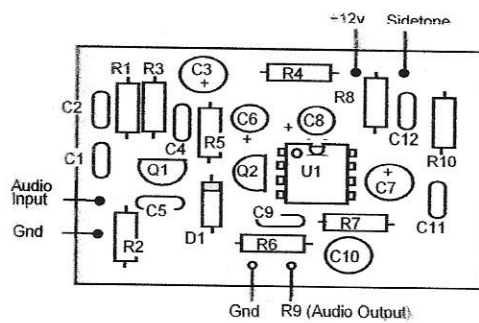 +12v Sidetone
R1 R3 C3 + R4 R8
C2 C4 R5 C6 + + C8 C12 R10
C1 Q1 Q2 U1 + C7
Audio
Input
C5 D1 C9 R7 C11
Gnd R2 R6 C10
Gnd R9 (Audio Output)